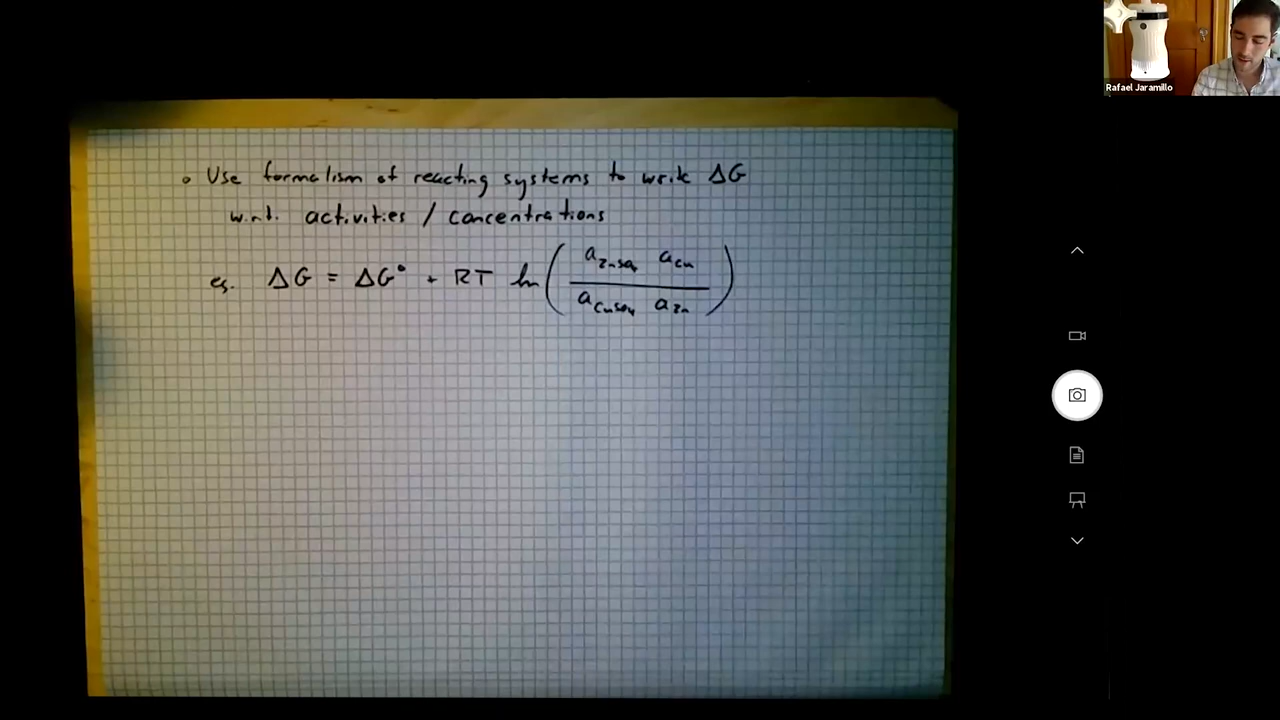 Rafael Jaramillo
• Use formalism of reacting systems to write ΔG
w.r.t. activities / concentrations
eg. ΔG = ΔG° + RT ln( a_ZnSO4 a_Cu / a_CuSO4 a_Zn )